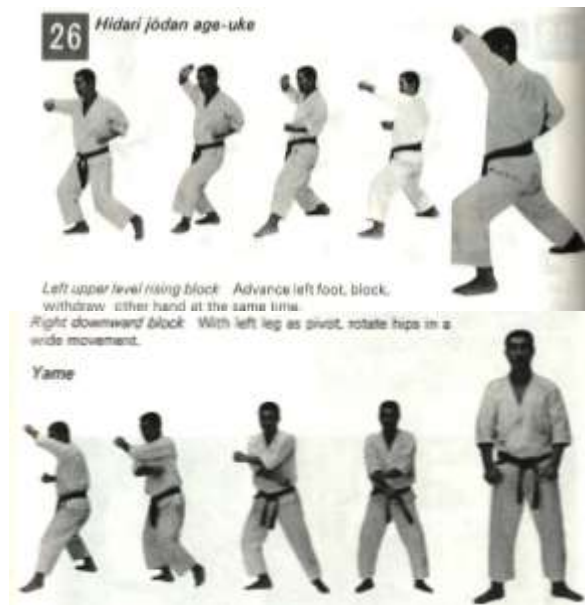 26
Hidari jōdan age-uke
Left upper level rising block Advance left foot, block,
withdraw other hand at the same time.
Right downward block With left leg as pivot, rotate hips in a
wide movement.
Yame